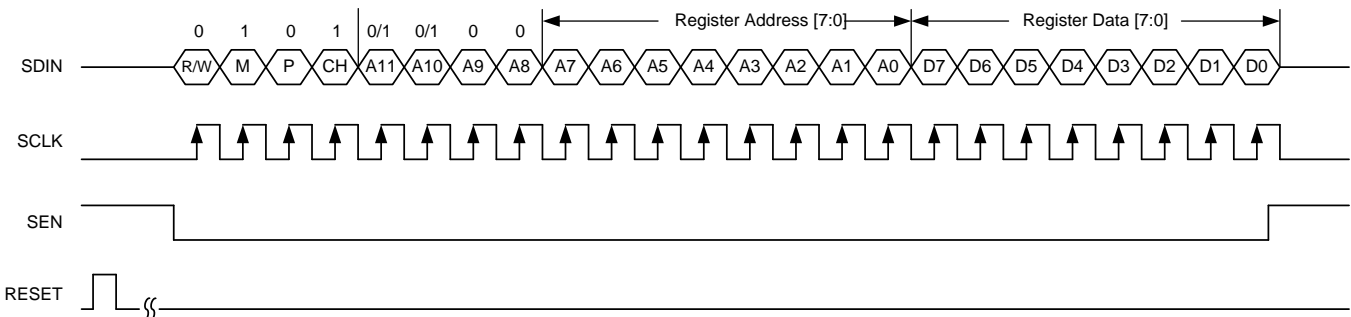 0 1 0 1 0/1 0/1 0 0 Register Address [7:0] Register Data [7:0]
SDIN R/W M P CH A11 A10 A9 A8 A7 A6 A5 A4 A3 A2 A1 A0 D7 D6 D5 D4 D3 D2 D1 D0
SCLK
SEN
RESET